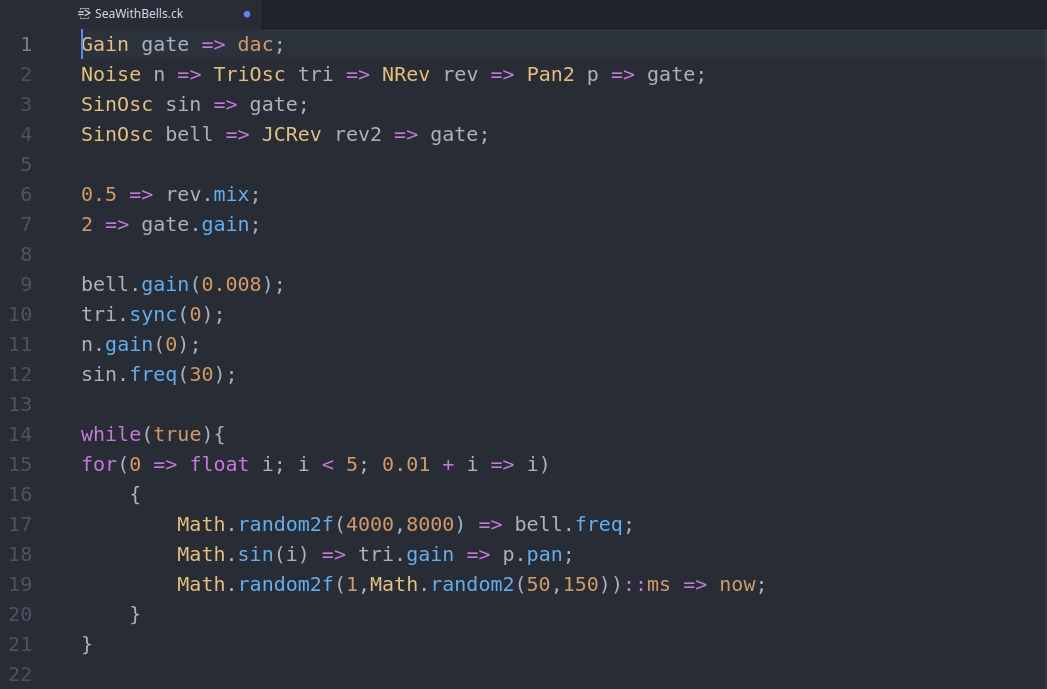 SeaWithBells.ck
1 Gain gate => dac;
2 Noise n => TriOsc tri => NRev rev => Pan2 p => gate;
3 SinOsc sin => gate;
4 SinOsc bell => JCRev rev2 => gate;
5
6 0.5 => rev.mix;
7 2 => gate.gain;
8
9 bell.gain(0.008);
10 tri.sync(0);
11 n.gain(0);
12 sin.freq(30);
13
14 while(true){
15 for(0 => float i; i < 5; 0.01 + i => i)
16     {
17         Math.random2f(4000,8000) => bell.freq;
18         Math.sin(i) => tri.gain => p.pan;
19         Math.random2f(1,Math.random2(50,150))::ms => now;
20     }
21 }
22